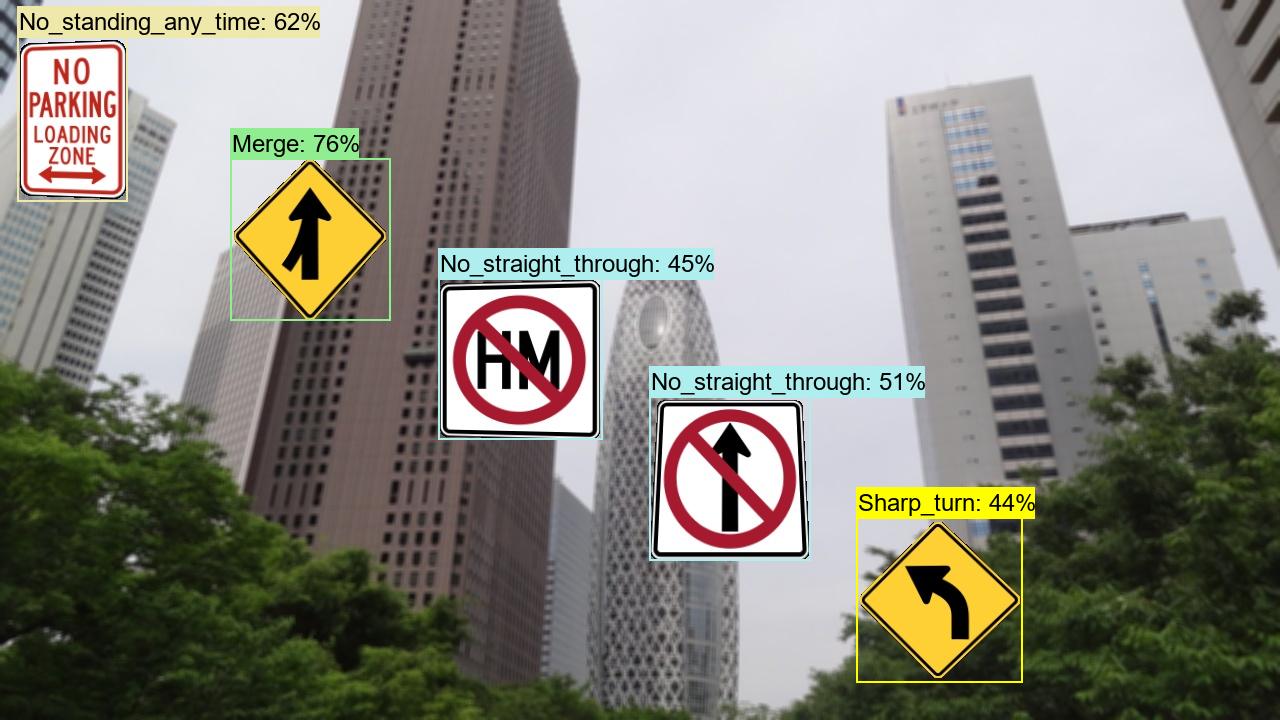 No_standing_any_time: 62%
NO
PARKING
LOADING
ZONE
Merge: 76%
No_straight_through: 45%
HM
No_straight_through: 51%
Sharp_turn: 44%